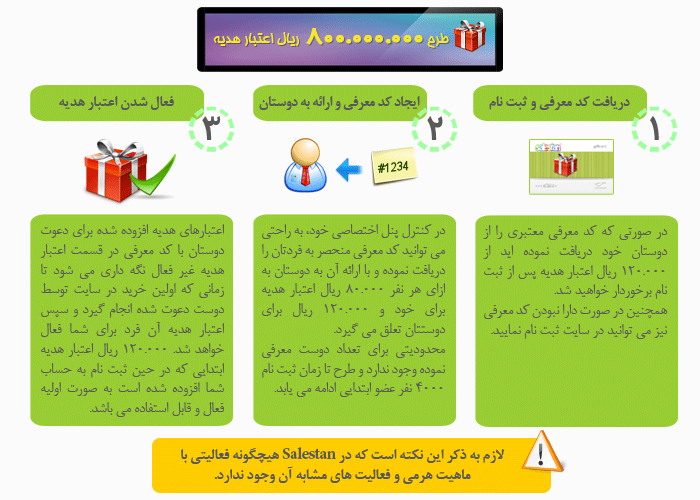 طرح ۸۰۰.۰۰۰.۰۰۰ ریال اعتبار هدیه
دریافت کد معرفی و ثبت نام
۱
در صورتی که کد معرفی معتبری را از
دوستان خود دریافت نموده اید از
۱۲۰.۰۰۰ ریال اعتبار هدیه پس از ثبت
نام برخوردار خواهید شد.
همچنین در صورت دارا نبودن کد معرفی
نیز می توانید در سایت ثبت نام نمایید.
ایجاد کد معرفی و ارائه به دوستان
۲
#1234
در کنترل پنل اختصاصی خود، به راحتی
می توانید کد معرفی منحصر به فردتان را
دریافت نموده و با ارائه آن به دوستان به
ازای هر نفر ۸۰.۰۰۰ ریال اعتبار هدیه
برای خود و ۱۲۰.۰۰۰ ریال برای
دوستتان تعلق می گیرد.
محدودیتی برای تعداد دوست معرفی
نموده وجود ندارد و طرح تا زمان ثبت نام
۴۰۰۰ نفر عضو ابتدایی ادامه می یابد.
فعال شدن اعتبار هدیه
۳
اعتبارهای هدیه افزوده شده برای دعوت
دوستان با کد معرفی در قسمت اعتبار
هدیه غیر فعال نگه داری می شود تا
زمانی که اولین خرید در سایت توسط
دوست دعوت شده انجام گیرد و سپس
اعتبار هدیه آن فرد برای شما فعال
خواهد شد. ۱۲۰.۰۰۰ ریال اعتبار هدیه
ابتدایی که در حین ثبت نام به حساب
شما افزوده شده است به صورت اولیه
فعال و قابل استفاده می باشد.
لازم به ذکر این نکته است که در Salestan هیچگونه فعالیتی با
ماهیت هرمی و فعالیت های مشابه آن وجود ندارد.